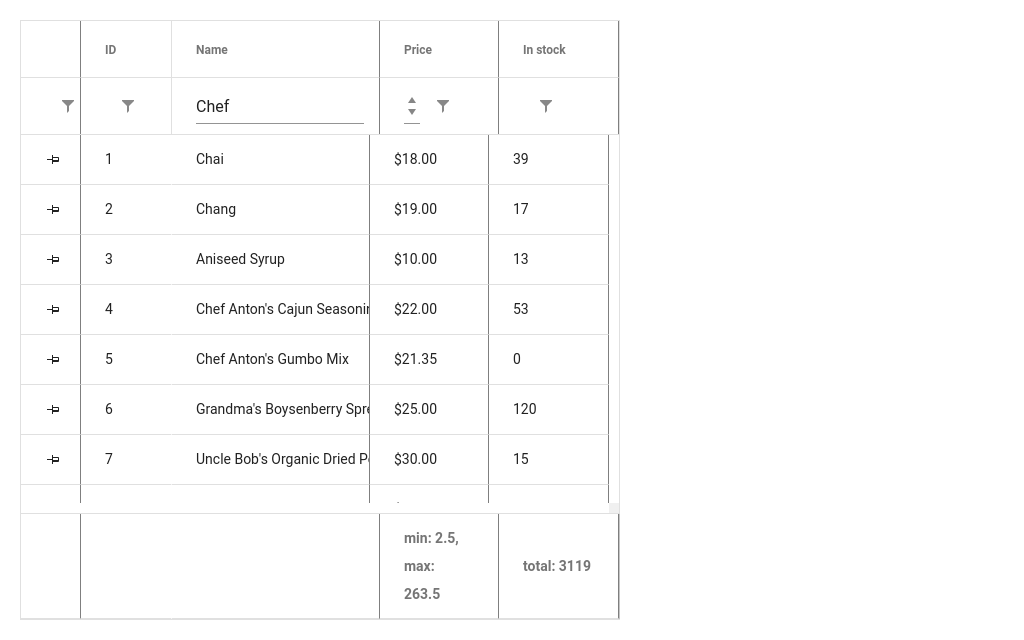 ID Name Price In stock
Chef
1 Chai $18.00 39
2 Chang $19.00 17
3 Aniseed Syrup $10.00 13
4 Chef Anton's Cajun $22.00 53
5 Chef Anton's Gumbo Mix $21.35 0
6 Grandma's Boysenberry $25.00 120
7 Uncle Bob's Organic Dried $30.00 15
min: 2.5,
max:
263.5
total: 3119